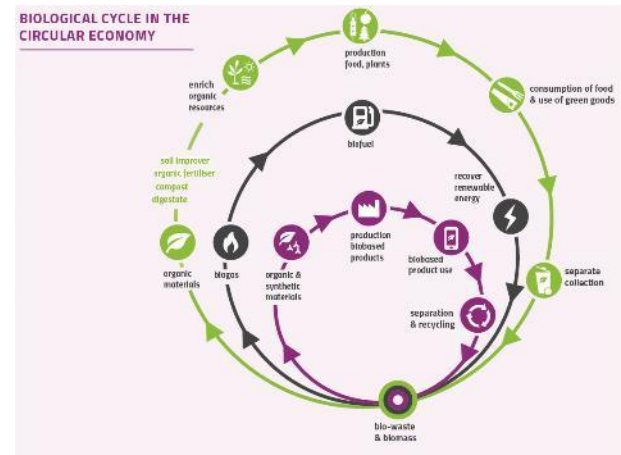 BIOLOGICAL CYCLE IN THE
CIRCULAR ECONOMY
production
food, plants
enrich
organic
resources
consumption of food
& use of green goods
biofuel
soil improver
organic fertiliser
compost
digestate
recover
renewable
energy
production
biobased
products
biobased
product use
organic
materials
biogas
organic &
synthetic
materials
separate
collection
separation
& recycling
bio-waste
& biomass